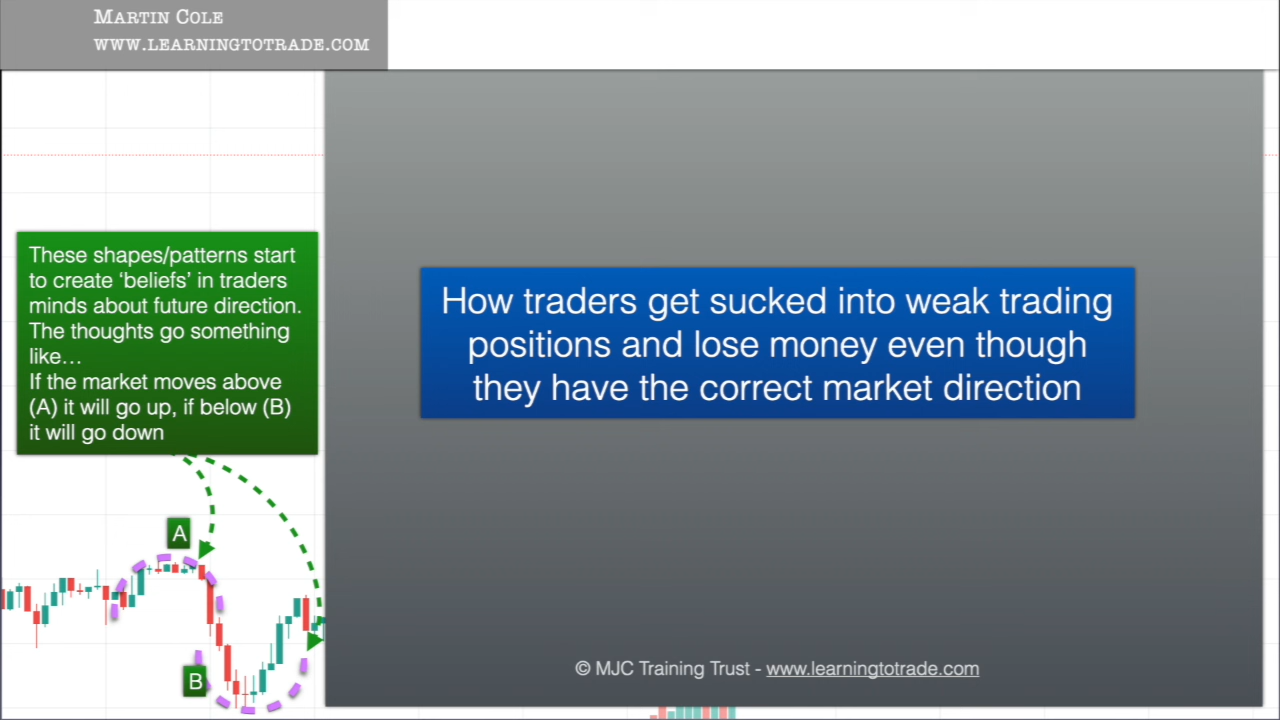 MARTIN COLE
WWW.LEARNINGTOTRADE.COM
These shapes/patterns start
to create ‘beliefs’ in traders
minds about future direction.
The thoughts go something
like…
If the market moves above
(A) it will go up, if below (B)
it will go down
How traders get sucked into weak trading
positions and lose money even though
they have the correct market direction
A
B
© MJC Training Trust - www.learningtotrade.com